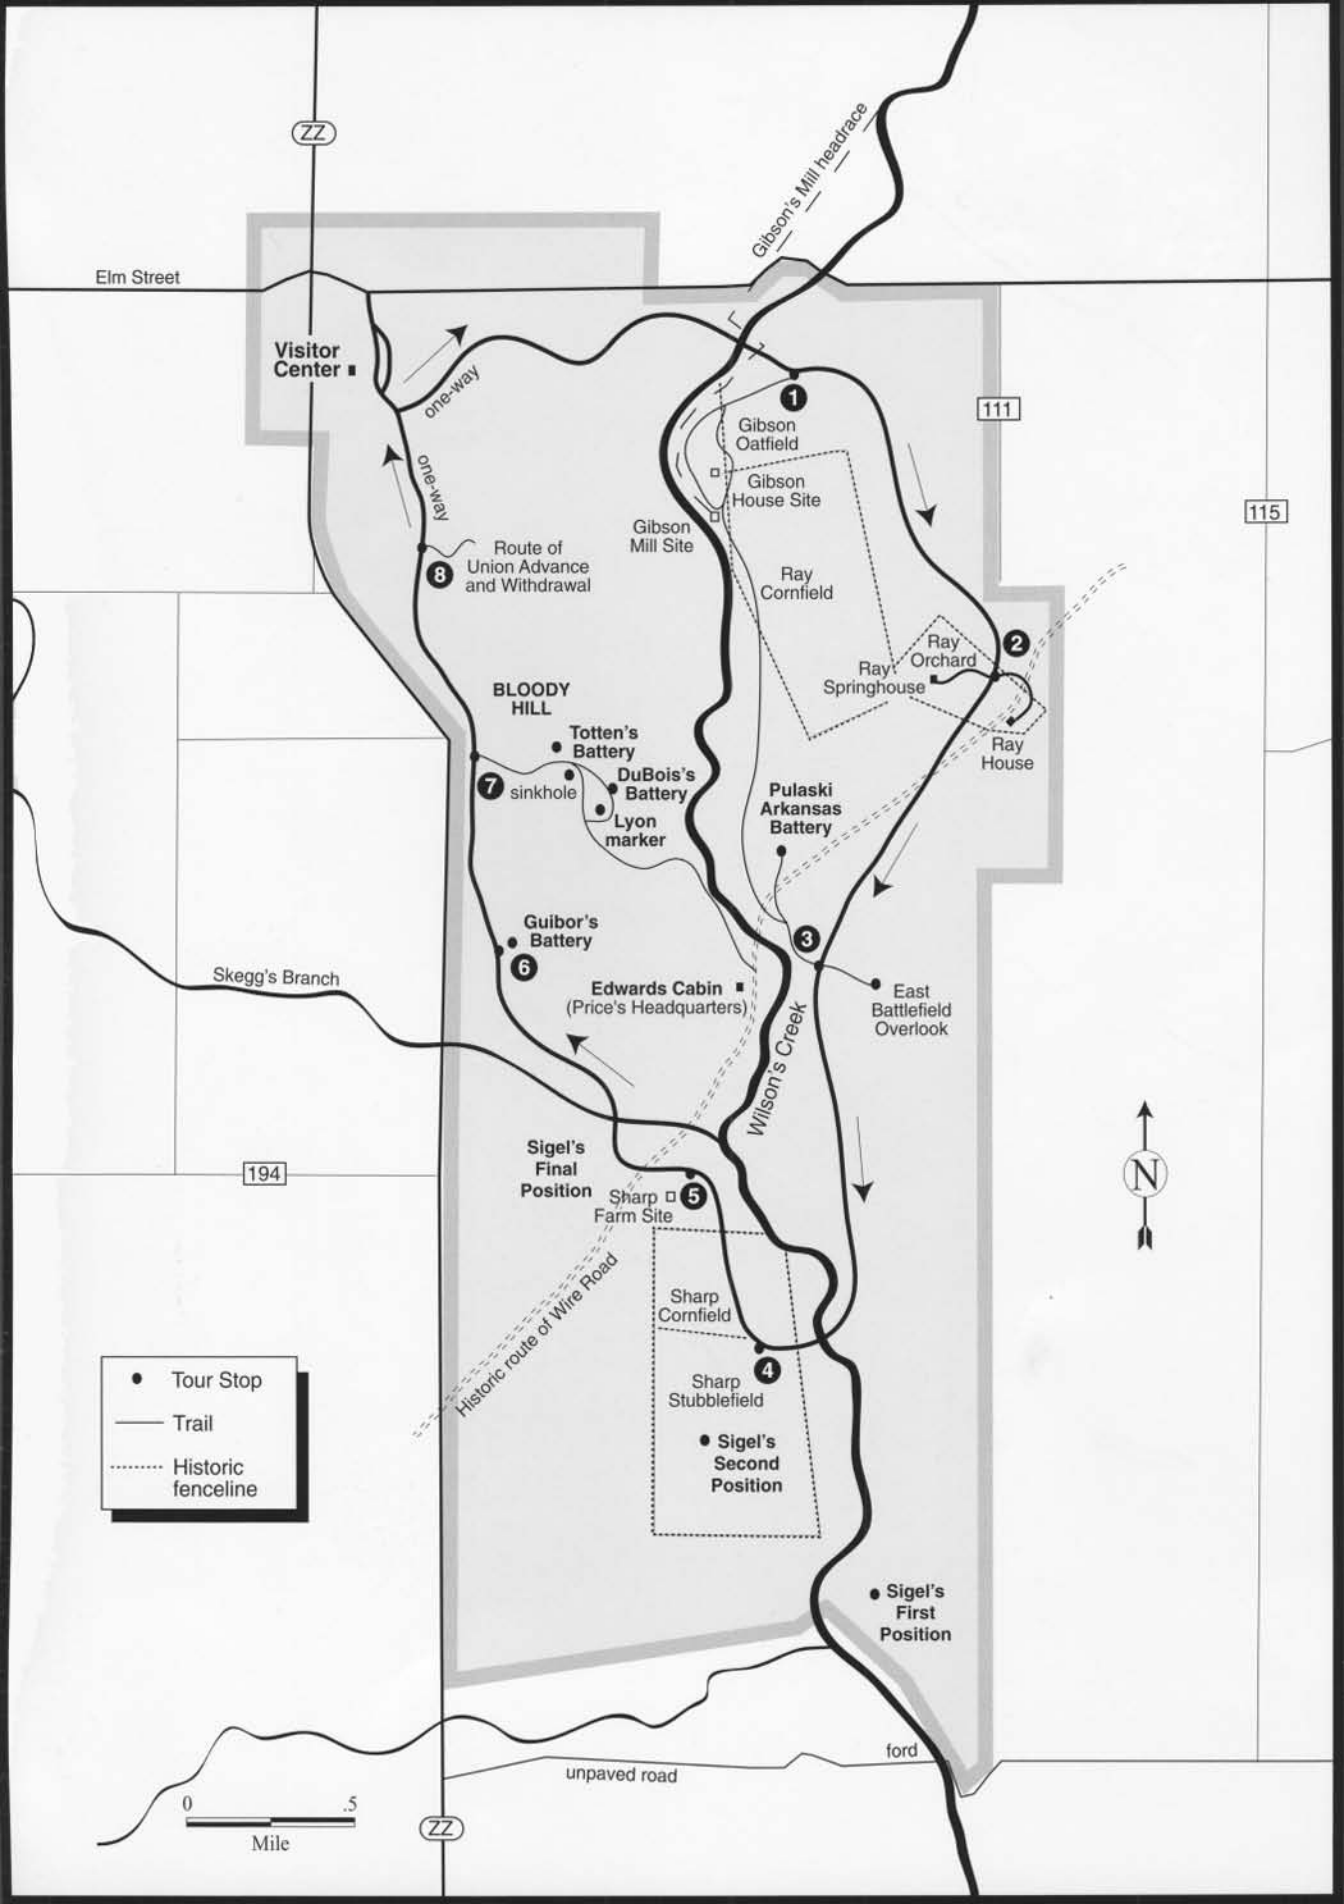 ZZ
Gibson's Mill headrace
Elm Street
Visitor
Center
one-way
1
111
Gibson
Oatfield
one-way
Gibson
House Site
115
Gibson
Mill Site
Route of
Union Advance
and Withdrawal
8
Ray
Cornfield
2
Ray
Orchard
Ray
Springhouse
BLOODY
HILL
Totten's
Battery
Ray
House
7
sinkhole
DuBois's
Battery
Pulaski
Arkansas
Battery
Lyon
marker
Guibor's
Battery
3
6
Skegg's Branch
Edwards Cabin
(Price's Headquarters)
East
Battlefield
Overlook
Wilson's Creek
Sigel's
Final
Position
194
N
Sharp
Farm Site
5
Historic route of Wire Road
Sharp
Cornfield
4
Sharp
Stubblefield
Tour Stop
Trail
Historic
fenceline
Sigel's
Second
Position
Sigel's
First
Position
ford
unpaved road
0 .5
Mile
ZZ